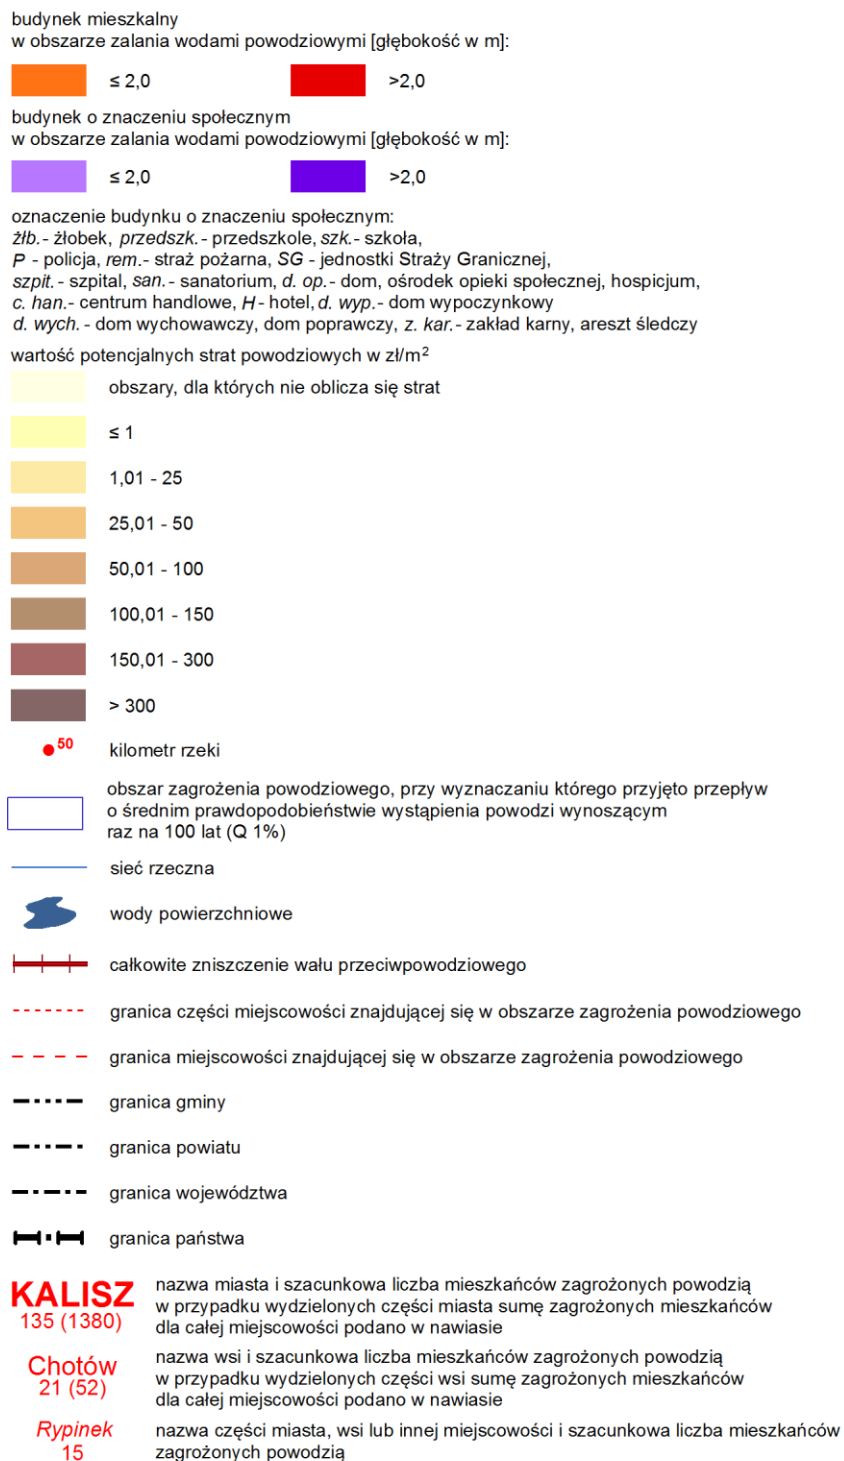 budynek mieszkalny
w obszarze zalania wodami powodziowymi [głębokość w m]:
≤ 2,0 >2,0
budynek o znaczeniu społecznym
w obszarze zalania wodami powodziowymi [głębokość w m]:
≤ 2,0 >2,0
oznaczenie budynku o znaczeniu społecznym:
żłb.- żłobek, przedszk.- przedszkole, szk.- szkoła,
P - policja, rem.- straż pożarna, SG - jednostki Straży Granicznej,
szpit.- szpital, san.- sanatorium, d. op.- dom, ośrodek opieki społecznej, hospicjum,
c. han.- centrum handlowe, H - hotel, d. wyp.- dom wypoczynkowy
d. wych. - dom wychowawczy, dom poprawczy, z. kar.- zakład karny, areszt śledczy
wartość potencjalnych strat powodziowych w zł/m²
obszary, dla których nie oblicza się strat
≤ 1
1,01 - 25
25,01 - 50
50,01 - 100
100,01 - 150
150,01 - 300
> 300
50 kilometr rzeki
obszar zagrożenia powodziowego, przy wyznaczaniu którego przyjęto przepływ
o średnim prawdopodobieństwie wystąpienia powodzi wynoszącym
raz na 100 lat (Q 1%)
sieć rzeczna
wody powierzchniowe
całkowite zniszczenie wału przeciwpowodziowego
granica części miejscowości znajdującej się w obszarze zagrożenia powodziowego
granica miejscowości znajdującej się w obszarze zagrożenia powodziowego
granica gminy
granica powiatu
granica województwa
granica państwa
KALISZ
135 (1380)
nazwa miasta i szacunkowa liczba mieszkańców zagrożonych powodzią
w przypadku wydzielonych części miasta sumę zagrożonych mieszkańców
dla całej miejscowości podano w nawiasie
Chotów
21 (52)
nazwa wsi i szacunkowa liczba mieszkańców zagrożonych powodzią
w przypadku wydzielonych części wsi sumę zagrożonych mieszkańców
dla całej miejscowości podano w nawiasie
Rypinek
15
nazwa części miasta, wsi lub innej miejscowości i szacunkowa liczba mieszkańców
zagrożonych powodzią